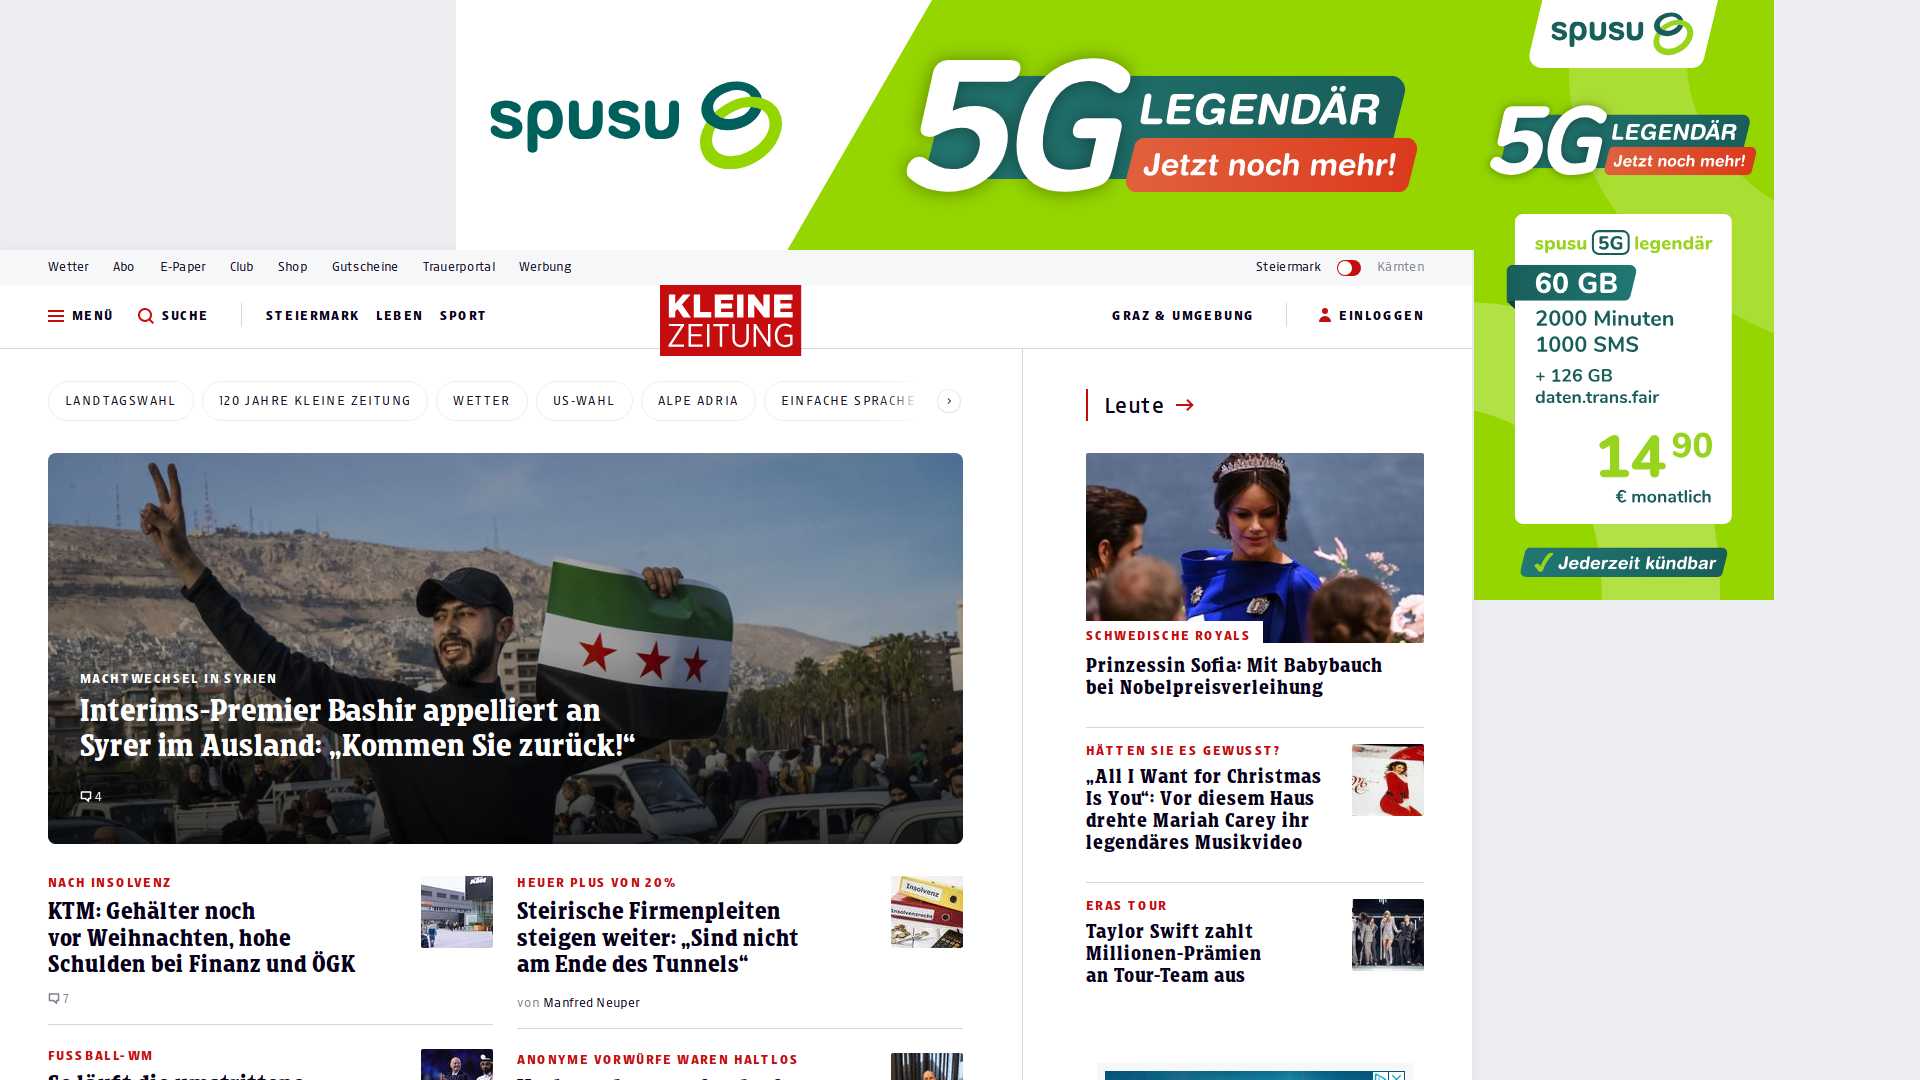 spusu
5G LEGENDÄR
Jetzt noch mehr!
spusu
5G LEGENDÄR
Jetzt noch mehr!
spusu 5G legendär
60 GB
2000 Minuten
1000 SMS
+ 126 GB
daten.trans.fair
14 90
€ monatlich
Jederzeit kündbar
Wetter Abo E-Paper Club Shop Gutscheine Trauerportal Werbung Steiermark Kärnten
MENÜ SUCHE STEIERMARK LEBEN SPORT KLEINE ZEITUNG GRAZ & UMGEBUNG EINLOGGEN
LANDTAGSWAHL 120 JAHRE KLEINE ZEITUNG WETTER US-WAHL ALPE ADRIA EINFACHE SPRACHE
MACHTWECHSEL IN SYRIEN
Interims-Premier Bashir appelliert an
Syrer im Ausland: „Kommen Sie zurück!“
4
NACH INSOLVENZ
KTM: Gehälter noch
vor Weihnachten, hohe
Schulden bei Finanz und ÖGK
7
HEUER PLUS VON 20%
Steirische Firmenpleiten
steigen weiter: „Sind nicht
am Ende des Tunnels“
von Manfred Neuper
Insolvenz
FUSSBALL-WM
So läuft die umstrittene
ANONYME VORWÜRFE WAREN HALTLOS
Leute
SCHWEDISCHE ROYALS
Prinzessin Sofia: Mit Babybauch
bei Nobelpreisverleihung
HÄTTEN SIE ES GEWUSST?
„All I Want for Christmas
Is You“: Vor diesem Haus
drehte Mariah Carey ihr
legendäres Musikvideo
ERAS TOUR
Taylor Swift zahlt
Millionen-Prämien
an Tour-Team aus